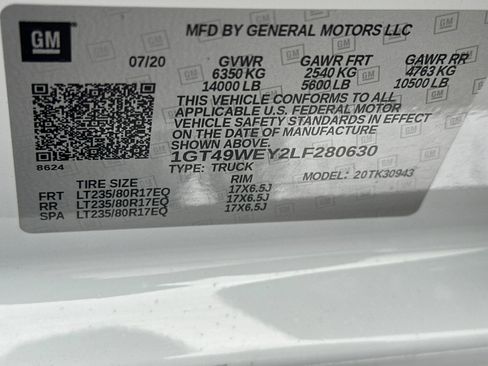 GM
MFD BY GENERAL MOTORS LLC
07/20 GVWR GAWR FRT GAWR RR
6350 KG 2540 KG 4763 KG
14000 LB 5600 LB 10500 LB
THIS VEHICLE CONFORMS TO ALL
APPLICABLE U.S. FEDERAL MOTOR
VEHICLE SAFETY STANDARDS IN EFFECT
ON THE DATE OF MANUFACTURE
SHOWN ABOVE.
8624 1GT49WEY2LF280630
TYPE: TRUCK MODEL: 20TK30943
TIRE SIZE RIM
FRT LT235/80R17EQ 17X6.5J
RR LT235/80R17EQ 17X6.5J
SPA LT235/80R17EQ 17X6.5J